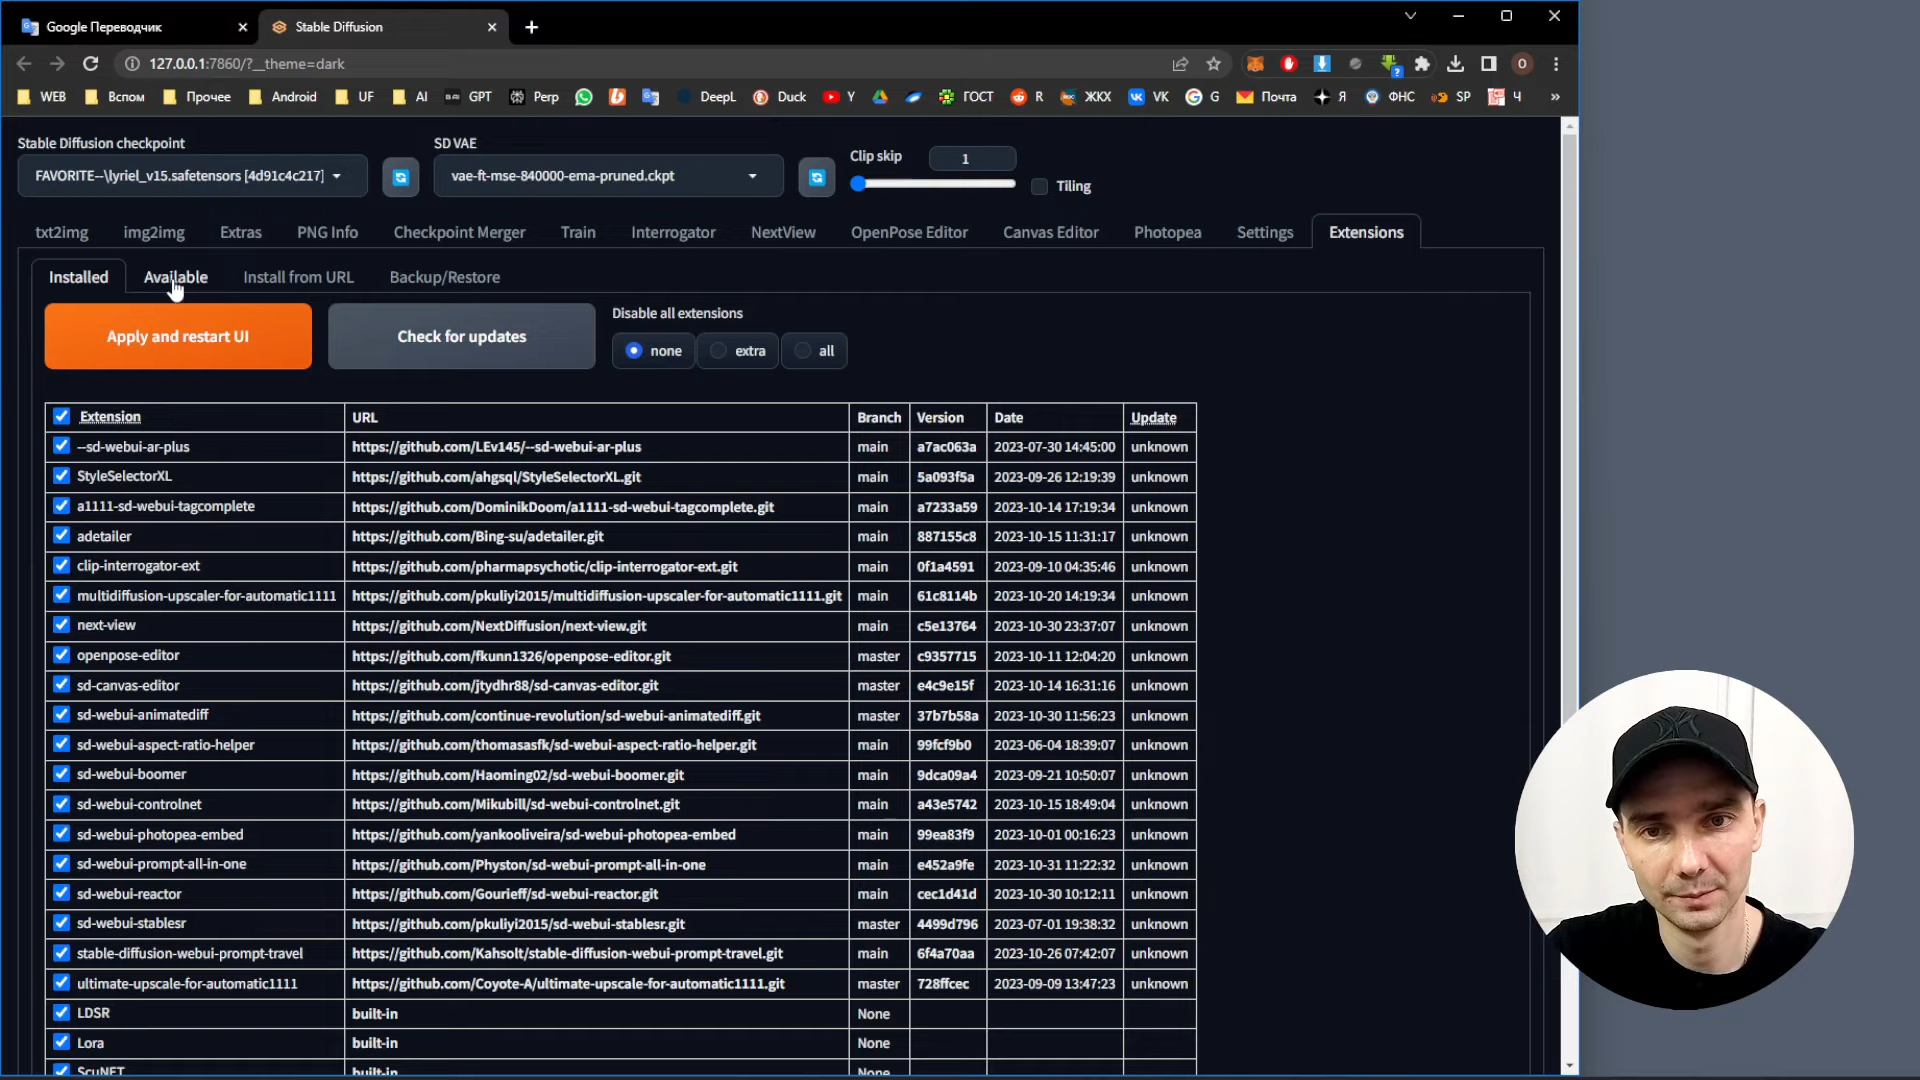 Google Переводчик
Stable Diffusion
127.0.0.1:7860/?__theme=dark
WEB Вспом Прочее Android UF AI GPT Perp DeepL Duck Y ГОСТ R ЖКХ VK G Почта Я ФНС SP Ч »
Stable Diffusion checkpoint
SD VAE
Clip skip
1
FAVORITE--\lyriel_v15.safetensors [4d91c4c217]
vae-ft-mse-840000-ema-pruned.ckpt
Tiling
txt2img img2img Extras PNG Info Checkpoint Merger Train Interrogator NextView OpenPose Editor Canvas Editor Photopea Settings Extensions
Installed Available Install from URL Backup/Restore
Apply and restart UI
Check for updates
Disable all extensions
none extra all
Extension URL Branch Version Date Update
--sd-webui-ar-plus https://github.com/LEv145/--sd-webui-ar-plus main a7ac063a 2023-07-30 14:45:00 unknown
StyleSelectorXL https://github.com/ahgsql/StyleSelectorXL.git main 5a093f5a 2023-09-26 12:19:39 unknown
a1111-sd-webui-tagcomplete https://github.com/DominikDoom/a1111-sd-webui-tagcomplete.git main a7233a59 2023-10-14 17:19:34 unknown
adetailer https://github.com/Bing-su/adetailer.git main 887155c8 2023-10-15 11:31:17 unknown
clip-interrogator-ext https://github.com/pharmapsychotic/clip-interrogator-ext.git main 0f1a4591 2023-09-10 04:35:46 unknown
multidiffusion-upscaler-for-automatic1111 https://github.com/pkuliyi2015/multidiffusion-upscaler-for-automatic1111.git main 61c8114b 2023-10-20 14:19:34 unknown
next-view https://github.com/NextDiffusion/next-view.git main c5e13764 2023-10-30 23:37:07 unknown
openpose-editor https://github.com/fkunn1326/openpose-editor.git master c9357715 2023-10-11 12:04:20 unknown
sd-canvas-editor https://github.com/jtydhr88/sd-canvas-editor.git master e4c9e15f 2023-10-14 16:31:16 unknown
sd-webui-animatediff https://github.com/continue-revolution/sd-webui-animatediff.git master 37b7b58a 2023-10-30 11:56:23 unknown
sd-webui-aspect-ratio-helper https://github.com/thomasasfk/sd-webui-aspect-ratio-helper.git main 99fcf9b0 2023-06-04 18:39:07 unknown
sd-webui-boomer https://github.com/Haoming02/sd-webui-boomer.git main 9dca09a4 2023-09-21 10:50:07 unknown
sd-webui-controlnet https://github.com/Mikubill/sd-webui-controlnet.git main a43e5742 2023-10-15 18:49:04 unknown
sd-webui-photopea-embed https://github.com/yankooliveira/sd-webui-photopea-embed main 99ea83f9 2023-10-01 00:16:23 unknown
sd-webui-prompt-all-in-one https://github.com/Physton/sd-webui-prompt-all-in-one main e452a9fe 2023-10-31 11:22:32 unknown
sd-webui-reactor https://github.com/Gourieff/sd-webui-reactor.git main cec1d41d 2023-10-30 10:12:11 unknown
sd-webui-stablesr https://github.com/pkuliyi2015/sd-webui-stablesr.git master 4499d796 2023-07-01 19:38:32 unknown
stable-diffusion-webui-prompt-travel https://github.com/Kahsolt/stable-diffusion-webui-prompt-travel.git main 6f4a70aa 2023-10-26 07:42:07 unknown
ultimate-upscale-for-automatic1111 https://github.com/Coyote-A/ultimate-upscale-for-automatic1111.git master 728ffcec 2023-09-09 13:47:23 unknown
LDSR built-in None
Lora built-in None
ScuNET built-in None